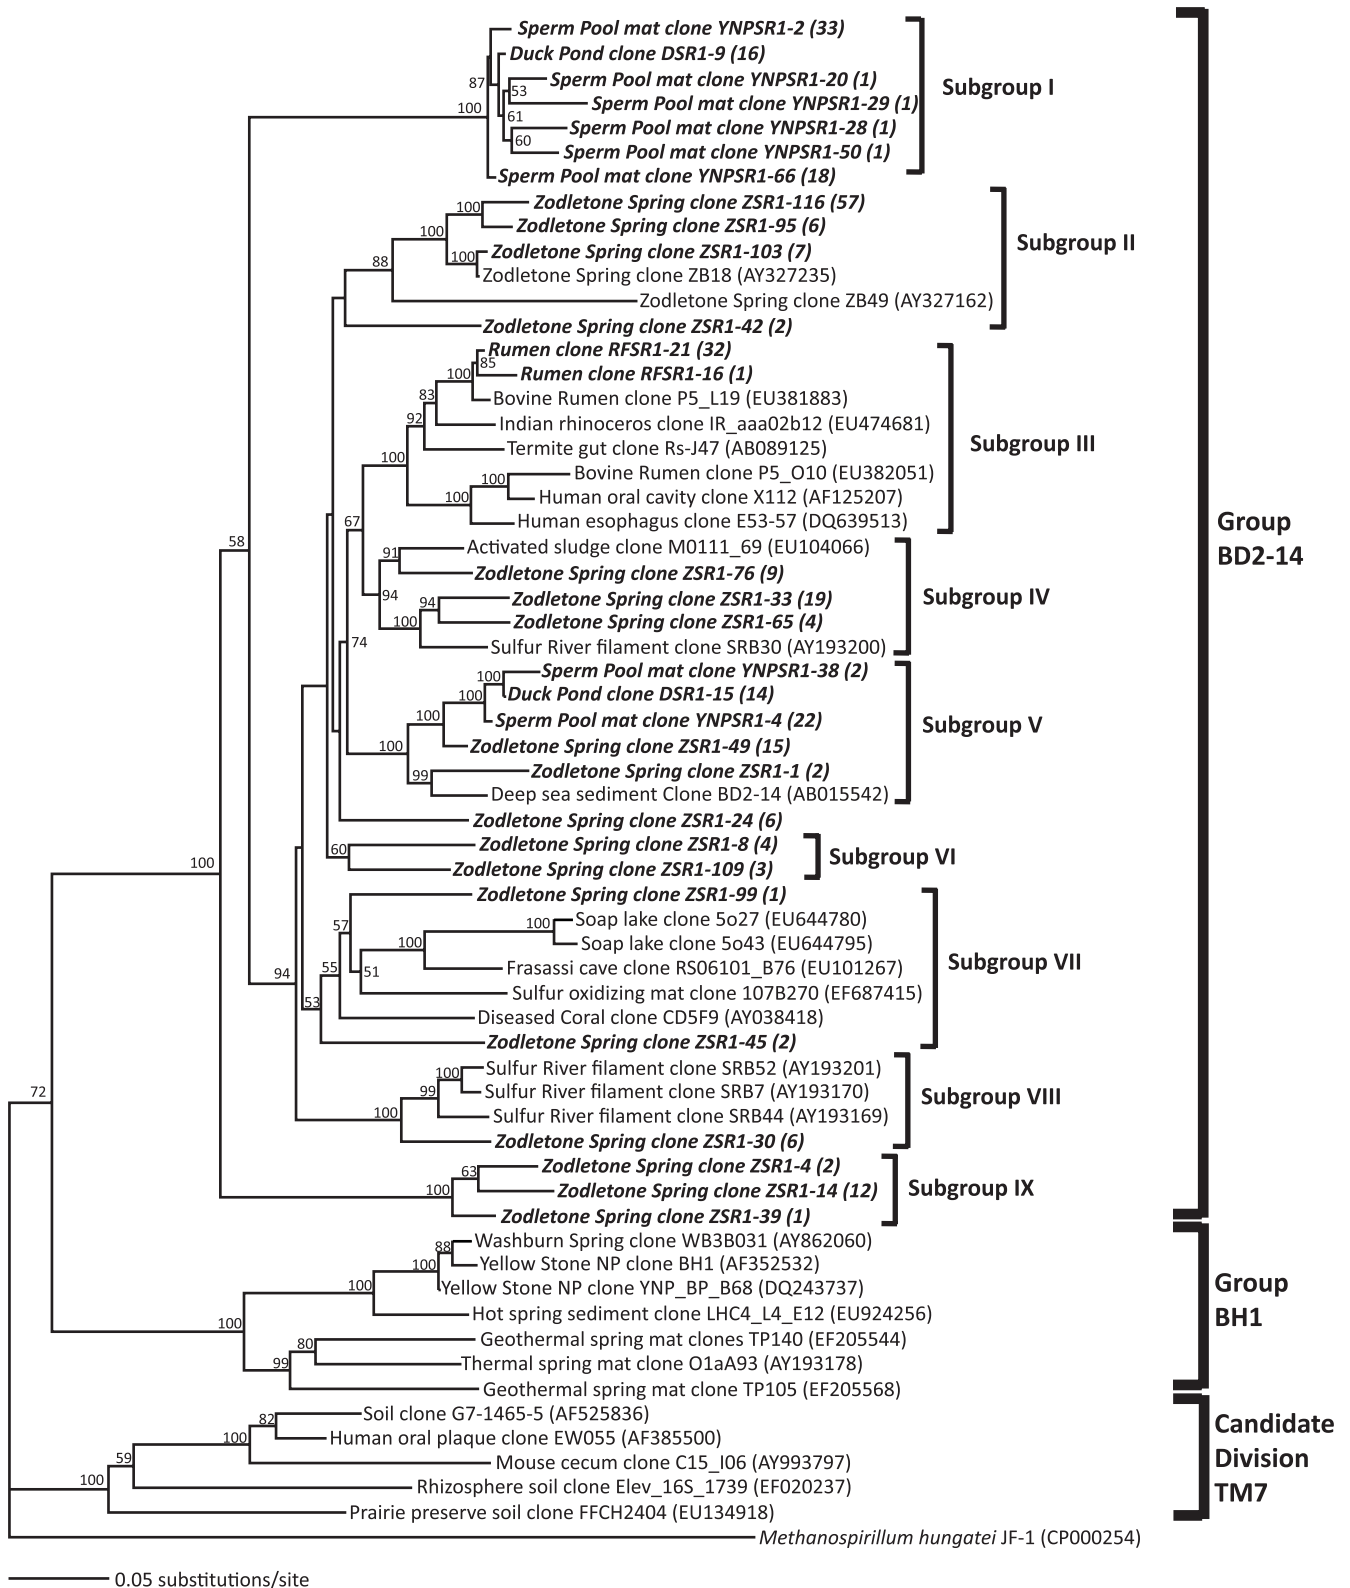 Sperm Pool mat clone YNPSR1-2 (33)
Duck Pond clone DSR1-9 (16)
87
Sperm Pool mat clone YNPSR1-20 (1)
Subgroup I
53
Sperm Pool mat clone YNPSR1-29 (1)
100
61
Sperm Pool mat clone YNPSR1-28 (1)
60
Sperm Pool mat clone YNPSR1-50 (1)
Sperm Pool mat clone YNPSR1-66 (18)
Zodletone Spring clone ZSR1-116 (57)
100
Zodletone Spring clone ZSR1-95 (6)
100
Subgroup II
Zodletone Spring clone ZSR1-103 (7)
100
88
Zodletone Spring clone ZB18 (AY327235)
Zodletone Spring clone ZB49 (AY327162)
Zodletone Spring clone ZSR1-42 (2)
Rumen clone RFSR1-21 (32)
85
100
Rumen clone RFSR1-16 (1)
83
Bovine Rumen clone P5_L19 (EU381883)
92
Indian rhinoceros clone IR_aaa02b12 (EU474681)
Subgroup III
Termite gut clone Rs-J47 (AB089125)
100
Bovine Rumen clone P5_O10 (EU382051)
100
100
Human oral cavity clone X112 (AF125207)
67
Human esophagus clone E53-57 (DQ639513)
Group
BD2-14
58
Activated sludge clone M0111_69 (EU104066)
91
Zodletone Spring clone ZSR1-76 (9)
94
Zodletone Spring clone ZSR1-33 (19)
Subgroup IV
94
100
Zodletone Spring clone ZSR1-65 (4)
74
Sulfur River filament clone SRB30 (AY193200)
Sperm Pool mat clone YNPSR1-38 (2)
100
100
Duck Pond clone DSR1-15 (14)
100
Sperm Pool mat clone YNPSR1-4 (22)
Subgroup V
100
Zodletone Spring clone ZSR1-49 (15)
99
Zodletone Spring clone ZSR1-1 (2)
Deep sea sediment Clone BD2-14 (AB015542)
Zodletone Spring clone ZSR1-24 (6)
Zodletone Spring clone ZSR1-8 (4)
60
Subgroup VI
100
Zodletone Spring clone ZSR1-109 (3)
Zodletone Spring clone ZSR1-99 (1)
57
100
Soap lake clone 5o27 (EU644780)
100
Soap lake clone 5o43 (EU644795)
94
55
51
Frasassi cave clone RS06101_B76 (EU101267)
Subgroup VII
53
Sulfur oxidizing mat clone 107B270 (EF687415)
Diseased Coral clone CD5F9 (AY038418)
Zodletone Spring clone ZSR1-45 (2)
Sulfur River filament clone SRB52 (AY193201)
100
72
99
Sulfur River filament clone SRB7 (AY193170)
Subgroup VIII
100
Sulfur River filament clone SRB44 (AY193169)
Zodletone Spring clone ZSR1-30 (6)
Zodletone Spring clone ZSR1-4 (2)
63
100
Zodletone Spring clone ZSR1-14 (12)
Subgroup IX
Zodletone Spring clone ZSR1-39 (1)
Washburn Spring clone WB3B031 (AY862060)
88
100
Yellow Stone NP clone BH1 (AF352532)
100
Yellow Stone NP clone YNP_BP_B68 (DQ243737)
Group
BH1
Hot spring sediment clone LHC4_L4_E12 (EU924256)
100
Geothermal spring mat clones TP140 (EF205544)
80
99
Thermal spring mat clone O1aA93 (AY193178)
Geothermal spring mat clone TP105 (EF205568)
Soil clone G7-1465-5 (AF525836)
82
100
Human oral plaque clone EW055 (AF385500)
Candidate
Division
TM7
59
Mouse cecum clone C15_I06 (AY993797)
100
Rhizosphere soil clone Elev_16S_1739 (EF020237)
Prairie preserve soil clone FFCH2404 (EU134918)
Methanospirillum hungatei JF-1 (CP000254)
0.05 substitutions/site